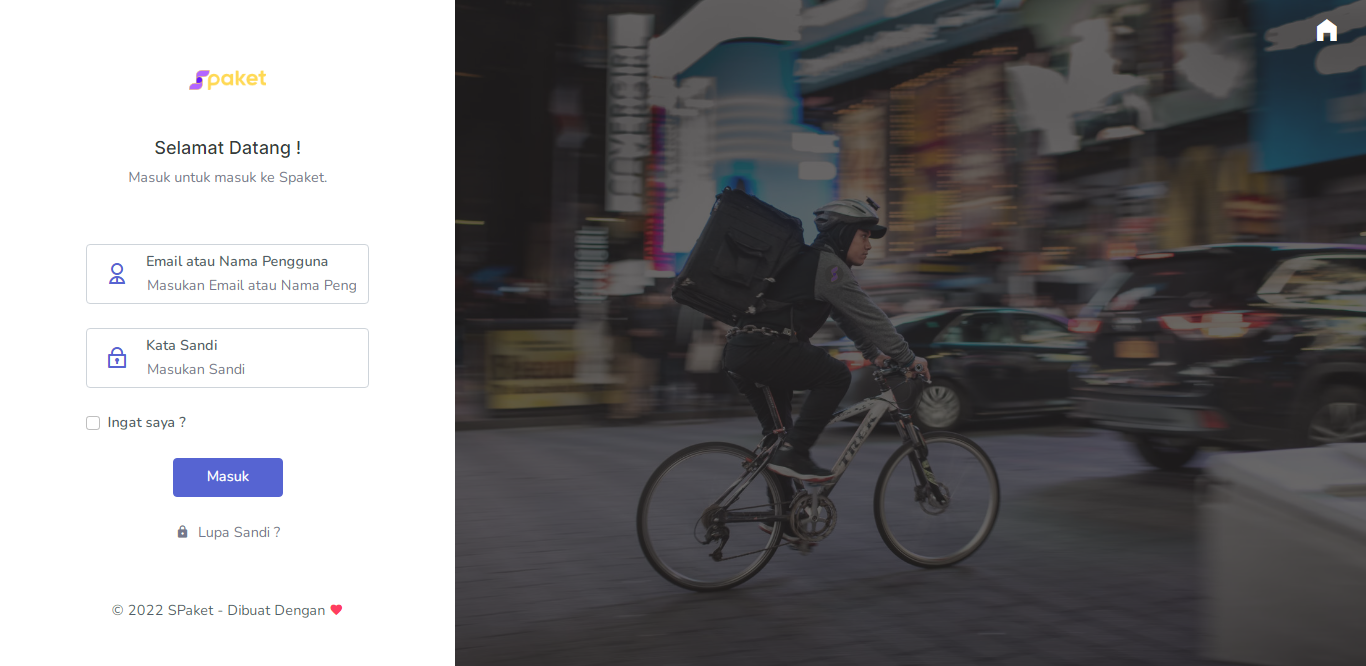 Spaket
Selamat Datang !
Masuk untuk masuk ke Spaket.
Email atau Nama Pengguna
Masukan Email atau Nama Peng
Kata Sandi
Masukan Sandi
Ingat saya ?
Masuk
Lupa Sandi ?
© 2022 SPaket - Dibuat Dengan
TREK